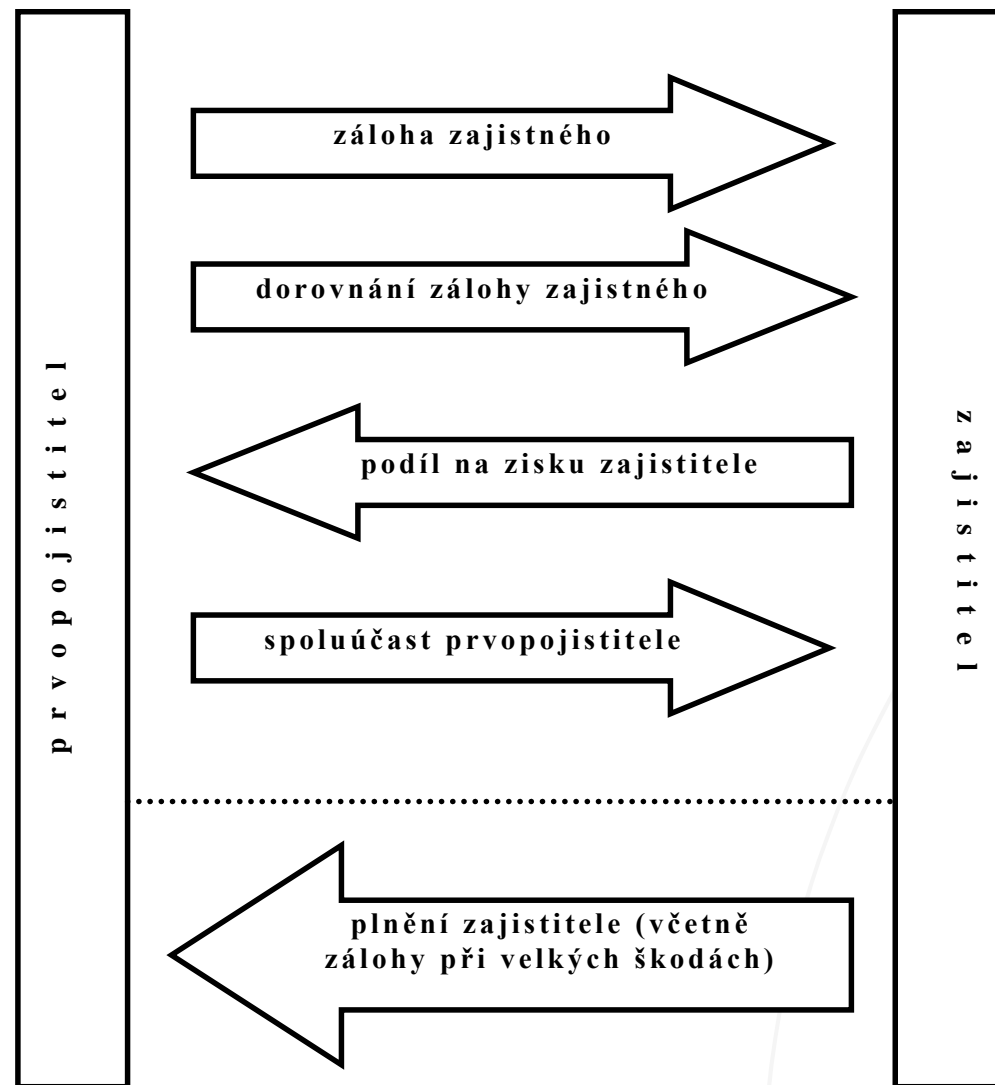 záloha zajistného
dorovnání zálohy zajistného
podíl na zisku zajistitele
spoluúčast prvopojistitele
plnění zajistitele (včetně
zálohy při velkých škodách)
prvopojistitel
zajistitel